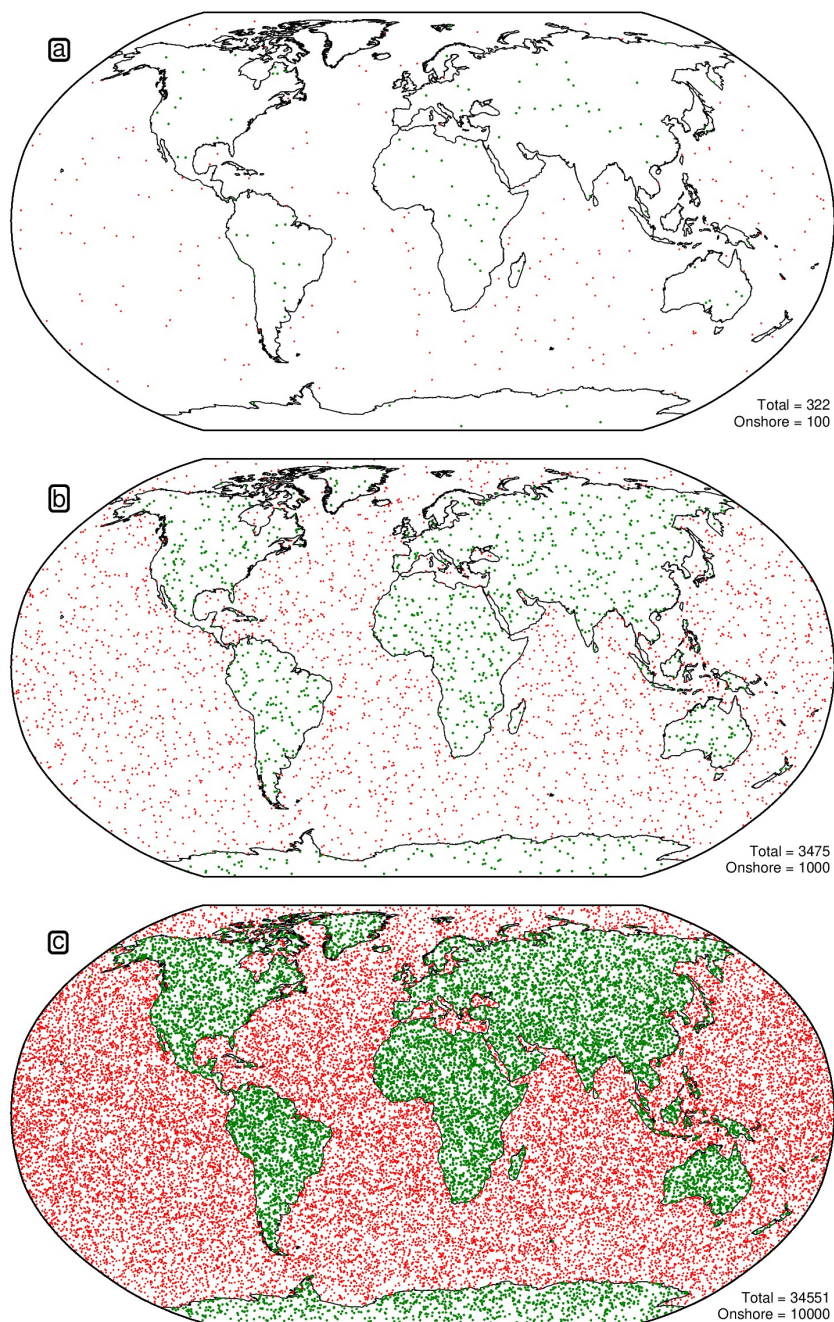 a
Total = 322
Onshore = 100
b
Total = 3475
Onshore = 1000
c
Total = 34551
Onshore = 10000